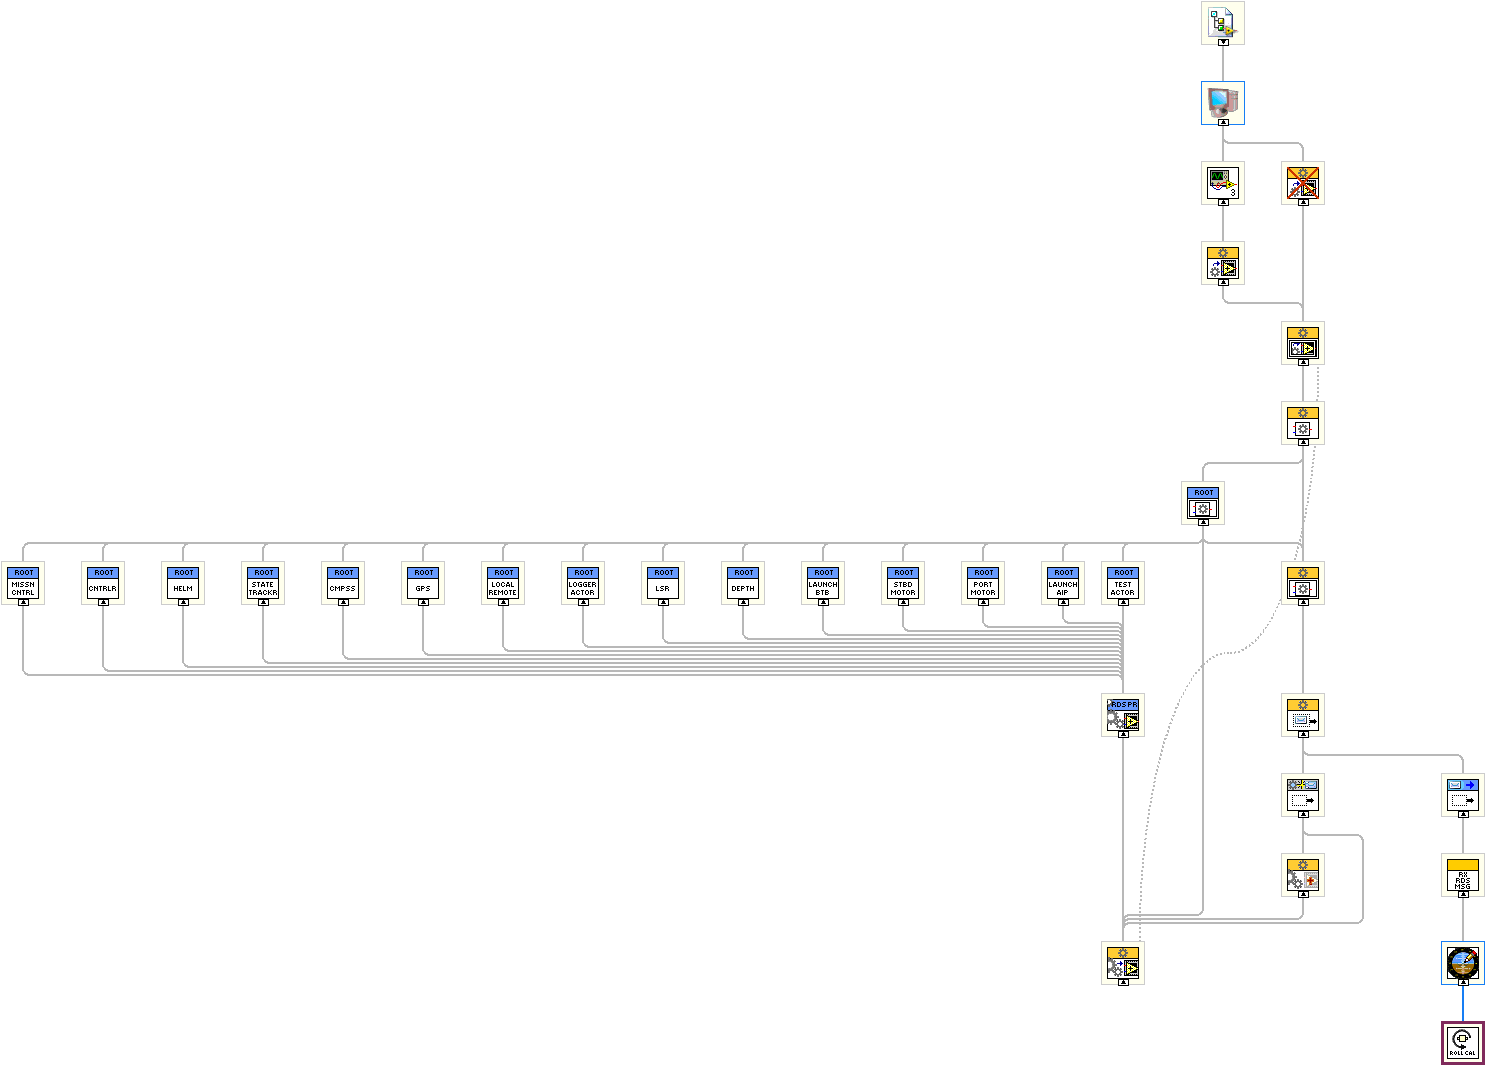 3
ROOT
ROOT
MISSN
CNTRL
ROOT
CNTRLR
ROOT
HELM
ROOT
STATE
TRACKR
ROOT
CMPSS
ROOT
GPS
ROOT
LOCAL
REMOTE
ROOT
LOGGER
ACTOR
ROOT
LSR
ROOT
DEPTH
ROOT
LAUNCH
BTB
ROOT
STBD
MOTOR
ROOT
PORT
MOTOR
ROOT
LAUNCH
AIP
ROOT
TEST
ACTOR
RDSPR
RX
RDS
MSG
ROLL CAL